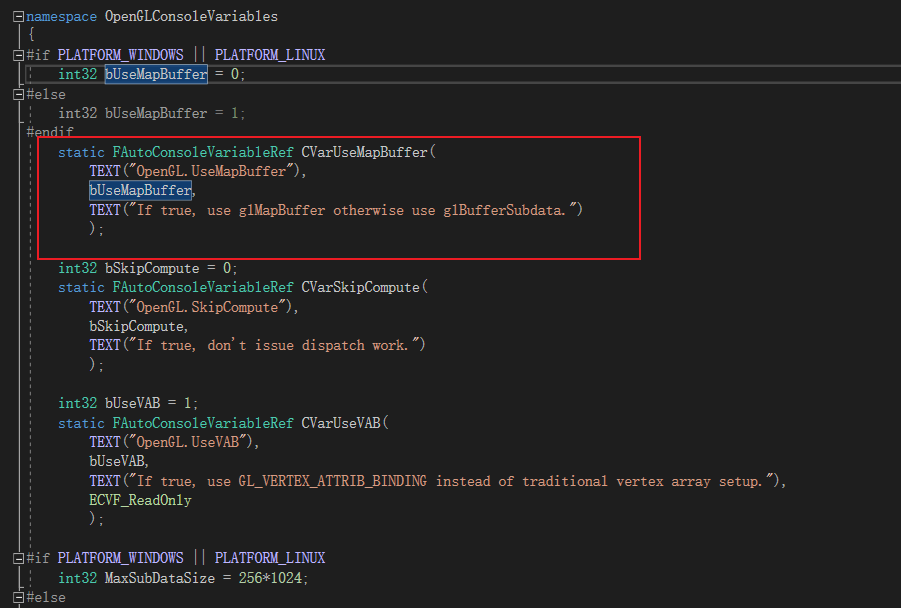 namespace OpenGLConsoleVariables
{
#if PLATFORM_WINDOWS || PLATFORM_LINUX
int32 bUseMapBuffer = 0;
#else
int32 bUseMapBuffer = 1;
#endif
static FAutoConsoleVariableRef CVarUseMapBuffer(
TEXT("OpenGL.UseMapBuffer"),
bUseMapBuffer,
TEXT("If true, use glMapBuffer otherwise use glBufferSubdata.")
);
int32 bSkipCompute = 0;
static FAutoConsoleVariableRef CVarSkipCompute(
TEXT("OpenGL.SkipCompute"),
bSkipCompute,
TEXT("If true, don't issue dispatch work.")
);
int32 bUseVAB = 1;
static FAutoConsoleVariableRef CVarUseVAB(
TEXT("OpenGL.UseVAB"),
bUseVAB,
TEXT("If true, use GL_VERTEX_ATTRIB_BINDING instead of traditional vertex array setup."),
ECVF_ReadOnly
);
#if PLATFORM_WINDOWS || PLATFORM_LINUX
int32 MaxSubDataSize = 256*1024;
#else